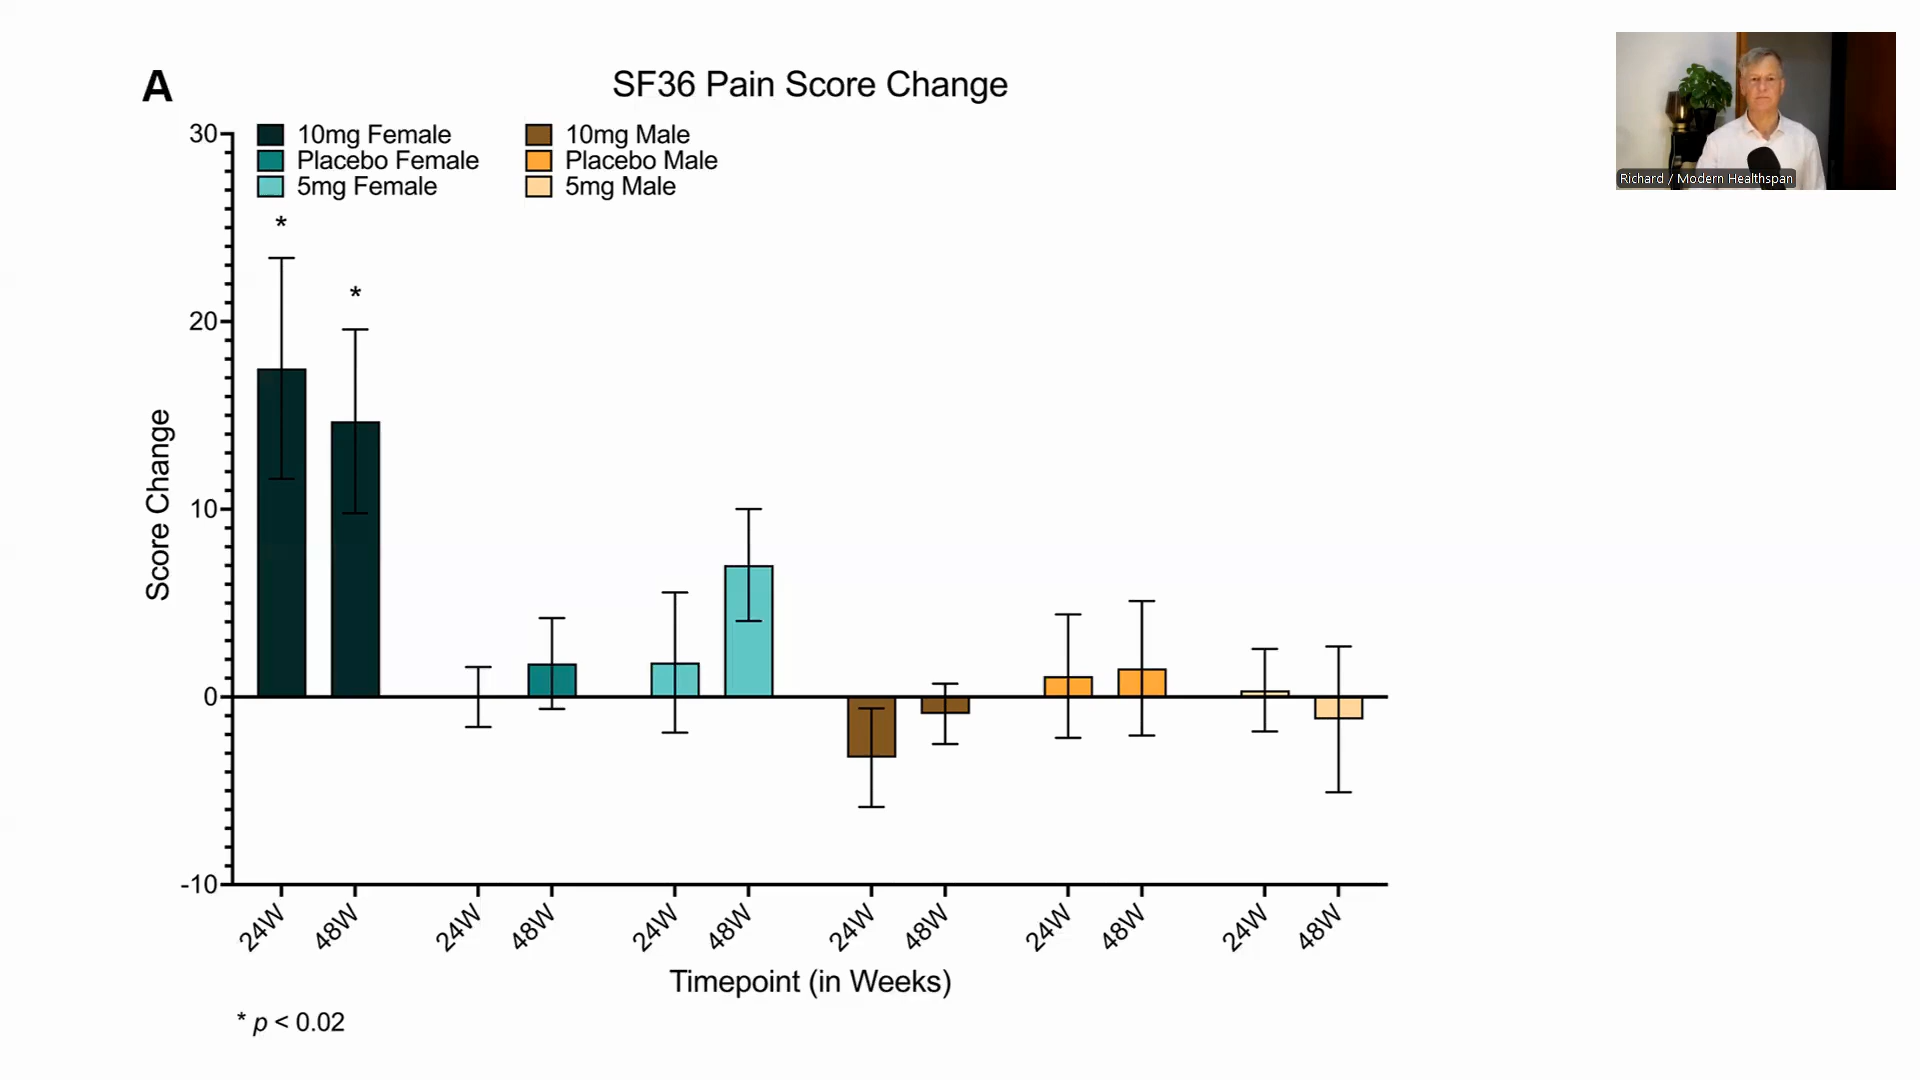 A
SF36 Pain Score Change
10mg Female
Placebo Female
5mg Female
10mg Male
Placebo Male
5mg Male
30
20
10
0
-10
*
*
Score Change
24W 48W 24W 48W 24W 48W 24W 48W 24W 48W 24W 48W
Timepoint (in Weeks)
* p < 0.02
Richard / Modern Healthspan